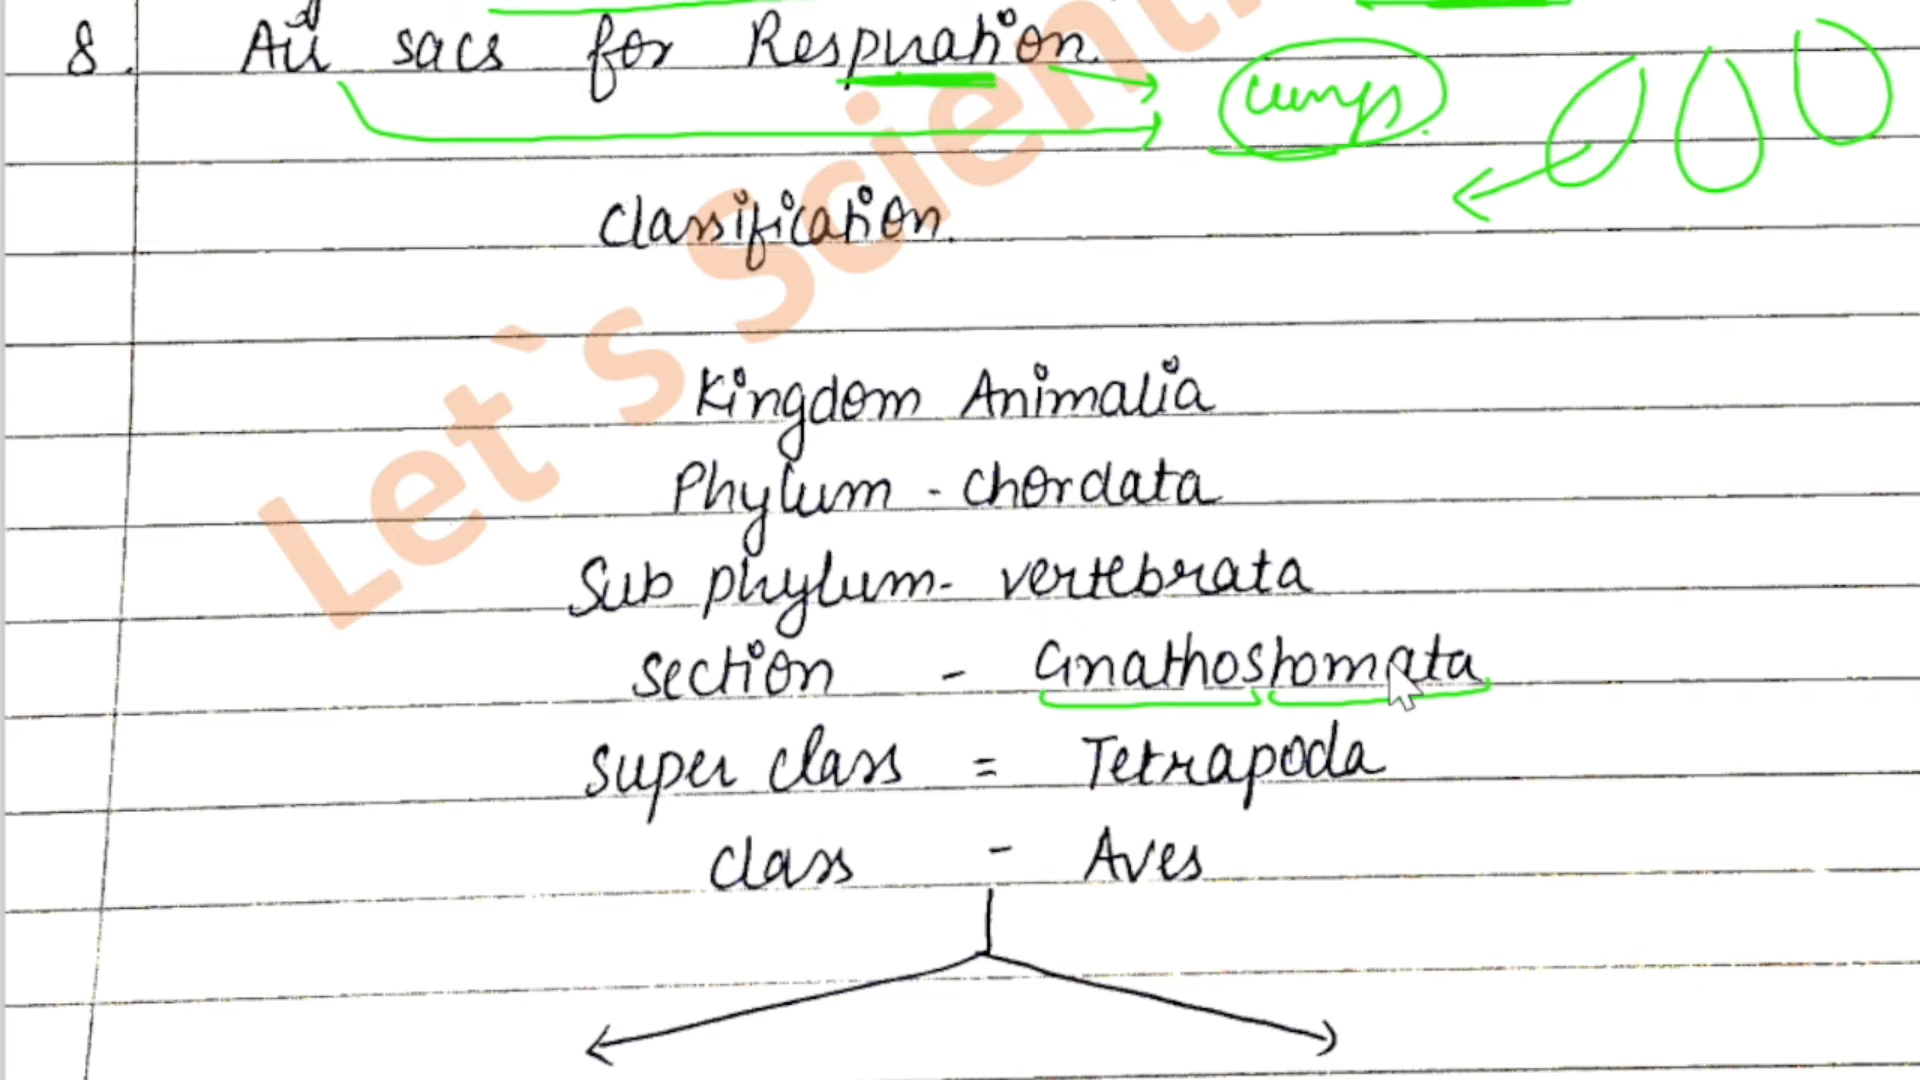 8. Air sacs for Respiration.
lungs.
Classification.
Kingdom Animalia
Phylum - chordata
Sub phylum - vertebrata
Section - Gnathostomata
super class = Tetrapoda
class - Aves
Let`s Scienti